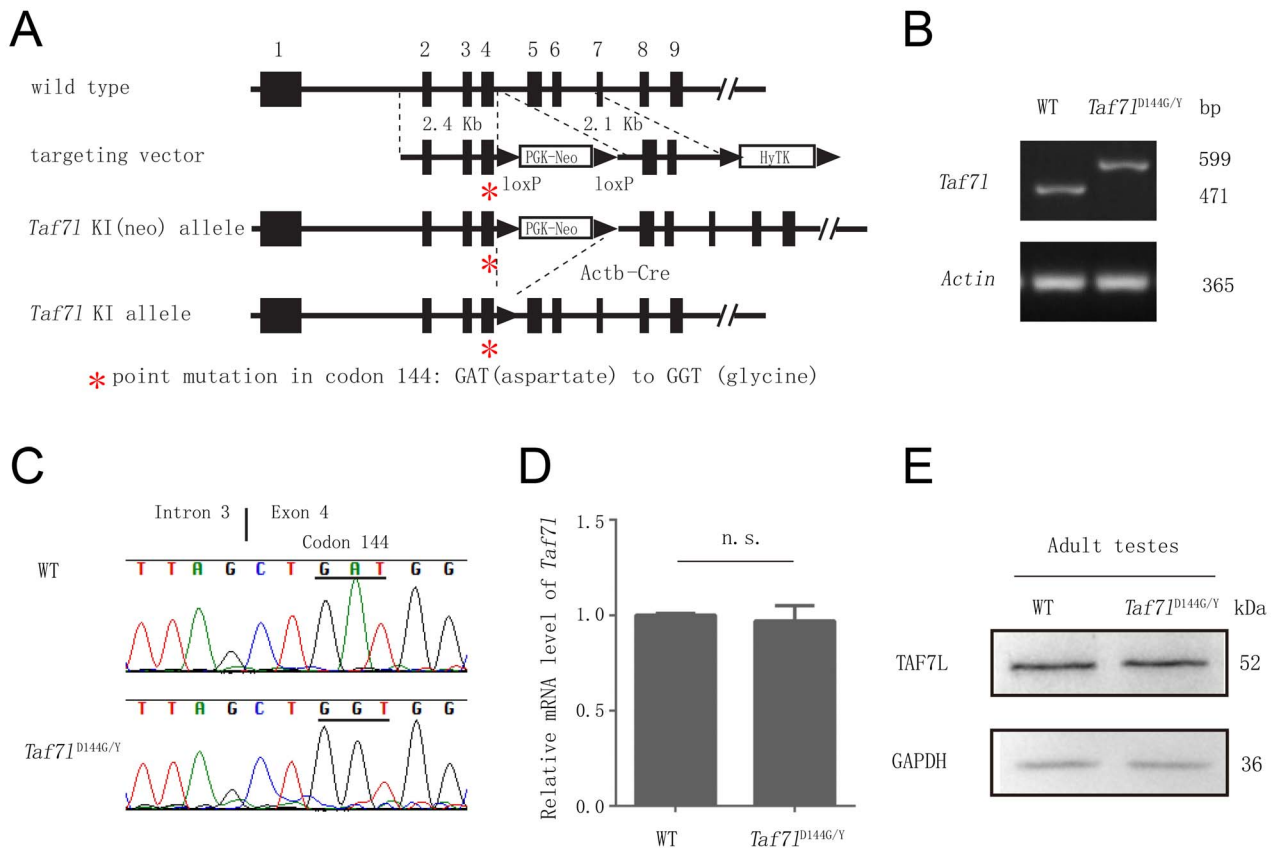 A
1 2 3 4 5 6 7 8 9
wild type
2.4 Kb 2.1 Kb
targeting vector
PGK-Neo HyTK
loxP loxP
*
Taf7l KI(neo) allele
PGK-Neo
*
Actb-Cre
Taf7l KI allele
*
* point mutation in codon 144: GAT(aspartate) to GGT (glycine)
B
WT Taf7l D144G/Y bp
Taf7l
599
471
Actin
365
C
Intron 3 | Exon 4
Codon 144
WT
T T A G C T G A T G G
T T A G C T G G T G G
Taf7l D144G/Y
D
Relative mRNA level of Taf7l
1.5
1.0
0.5
0.0
n.s.
WT Taf7l D144G/Y
E
Adult testes
WT Taf7l D144G/Y kDa
TAF7L 52
GAPDH 36